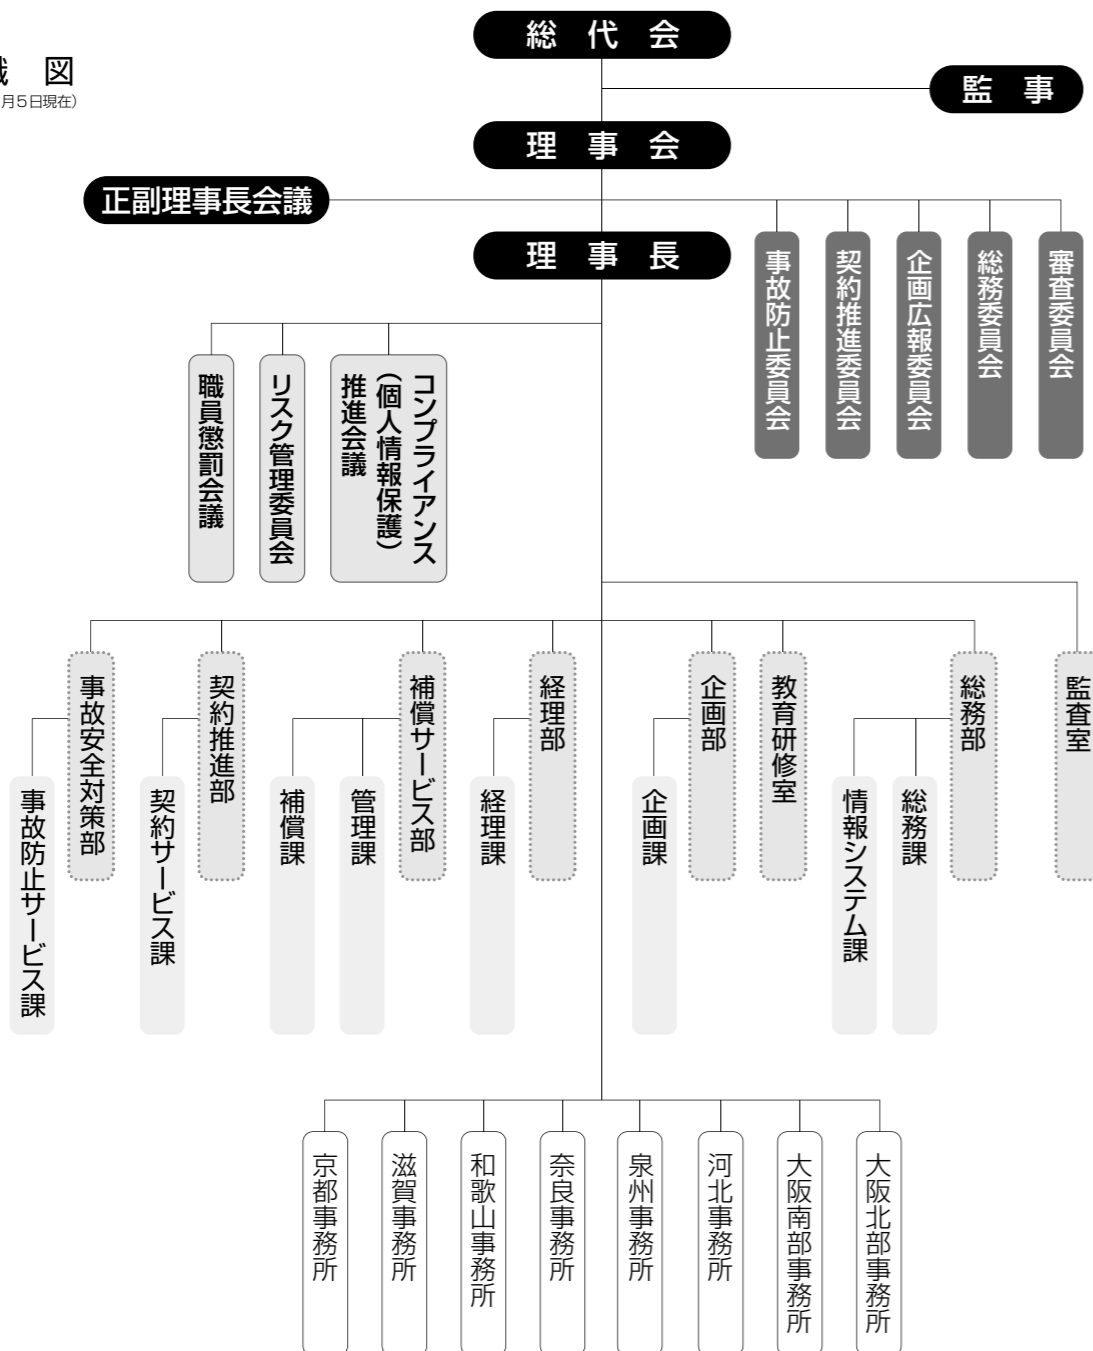 総代会
図
月5日現在）
監事
理事会
正副理事長会議
理事長
審査委員会
総務委員会
企画広報委員会
契約推進委員会
事故防止委員会
コンプライアンス
（個人情報保護）
推進会議
リスク管理委員会
職員懲罰会議
監査室
総務部
教育研修室
企画部
経理部
補償サービス部
契約推進部
事故安全対策部
総務課
情報システム課
企画課
経理課
管理課
補償課
契約サービス課
事故防止サービス課
大阪北部事務所
大阪南部事務所
河北事務所
泉州事務所
奈良事務所
和歌山事務所
滋賀事務所
京都事務所